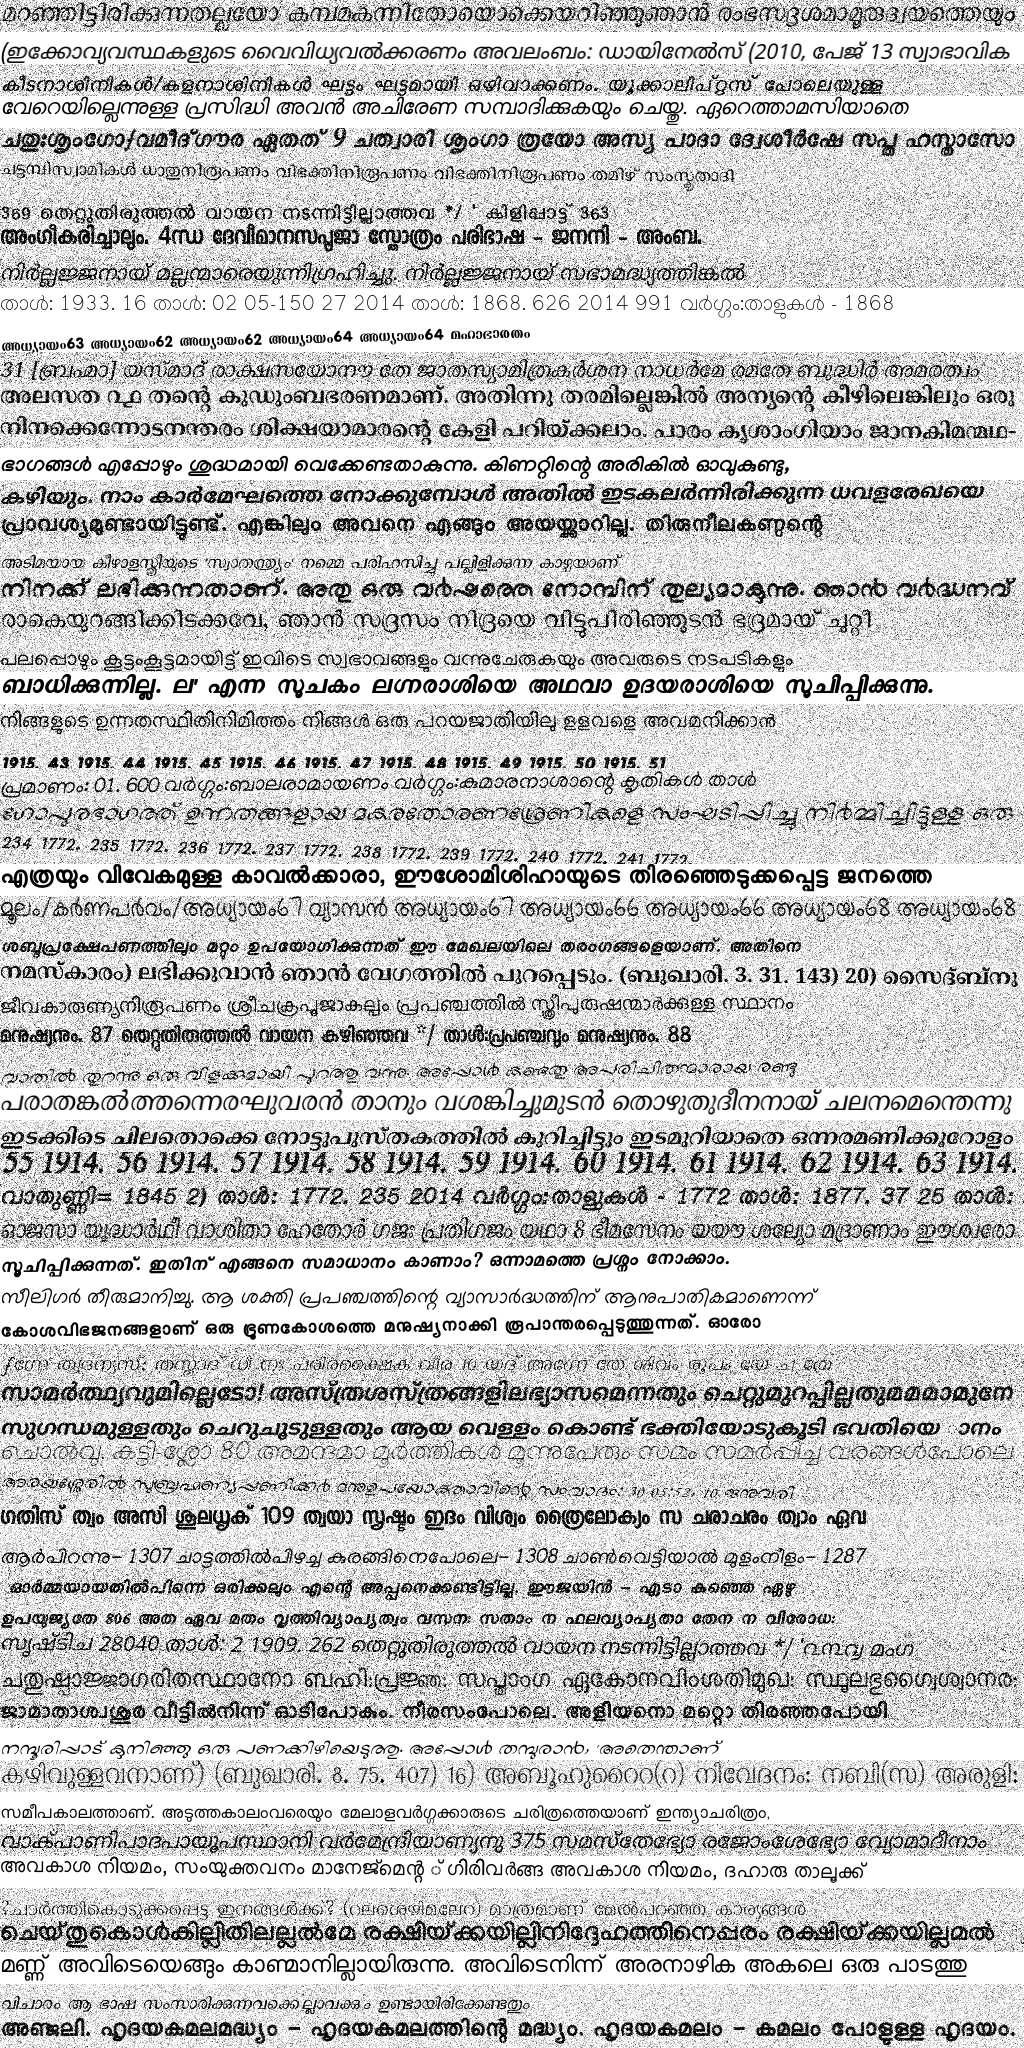 മറഞ്ഞിട്ടിരിക്കുന്നതല്ലയോ കമ്പമകന്നിതോയൊക്കെയറിഞ്ഞുഞാൻ രംഭസദൃശമാമൂരുദ്വയത്തെയും
(ഇക്കോവ്യവസ്ഥകളുടെ വൈവിധ്യവൽക്കരണം അവലംബം: ഡായിനേൽസ് (2010, പേജ് 13 സ്വാഭാവിക
കീടനാശിനികൾ/കളനാശിനികൾ ഘട്ടം ഘട്ടമായി ഒഴിവാക്കണം. യൂക്കാലിപ്റ്റസ് പോലെയുള്ള
വേറെയില്ലെന്നുള്ള പ്രസിദ്ധി അവൻ അചിരേണ സമ്പാദിക്കുകയും ചെയ്തു. ഏറെത്താമസിയാതെ
ചതുഃശൃംഗോ/വമീദ്ഗൗര ഏതത് 9 ചത്വാരി ശൃംഗാ ത്രയോ അസ്യ പാദാ ദ്വേശീർഷേ സപ്ത ഹസ്താസോ
ചട്ടമ്പിസ്വാമികൾ ധാതുനിരൂപണം വിഭക്തിനിരൂപണം വിഭക്തിനിരൂപണം തമിഴ് സംസ്കൃതാദി
369 തെറ്റുതിരുത്തൽ വായന നടന്നിട്ടില്ലാത്തവ */ ' കിളിപ്പാട്ട് 363
അംഗീകരിച്ചാലും. 4സ്ധ ദേവീമാനസപൂജാ സ്തോത്രം പരിഭാഷ – ജനനി – അംബ.
നിർല്ലജ്ജനായ് മല്ലന്മാരെയുന്നിഗ്രഹിച്ചു. നിർല്ലജ്ജനായ് സഭാമദ്ധ്യത്തിങ്കൽ
താൾ: 1933. 16 താൾ: 02 05-150 27 2014 താൾ: 1868. 626 2014 991 വർഗ്ഗം:താളുകൾ - 1868
അധ്യായം63 അധ്യായം62 അധ്യായം62 അധ്യായം64 അധ്യായം64 മഹാഭാരതം
31 [ബ്രഹ്മാ] യസ്മാദ് രാക്ഷസയോനൗ തേ ജാതസ്യാമിത്രകർശന നാധർമേ രമതേ ബുദ്ധിർ അമരത്വം
അലസത റ്ഫ തന്റെ കുഡുംബഭരണമാണ്. അതിന്നു തരമില്ലെങ്കിൽ അന്യന്റെ കീഴിലെങ്കിലും ഒരു
നിനക്കെന്നോടനന്തരം ശിക്ഷയാമാരന്റെ കേളി പറിയ്ക്കലാം. പാരം കൃശാംഗിയാം ജാനകിമന്മഥ-
ഭാഗങ്ങൾ എപ്പോഴും ശുദ്ധമായി വെക്കേണ്ടതാകുന്നു. കിണറ്റിന്റെ അരികിൽ ഓവുകുണ്ടു,
കഴിയും. നാം കാർമേഘത്തെ നോക്കുമ്പോൾ അതിൽ ഇടകലർന്നിരിക്കുന്ന ധവളരേഖയെ
പ്രാവശ്യമുണ്ടായിട്ടുണ്ട്. എങ്കിലും അവനെ എങ്ങും അയയ്ക്കാറില്ല. തിരുനീലകണ്ഠന്റെ
അടിമയായ കീഴാളസ്ത്രീയുടെ 'സ്വാതന്ത്ര്യം' നമ്മെ പരിഹസിച്ചു പല്ലിളിക്കുന്ന കാഴ്ചയാണ്
നിനക്ക് ലഭിക്കുന്നതാണ്. അതു ഒരു വർഷത്തെ നോമ്പിന് തുല്യമാകുന്നു. ഞാൻ വർദ്ധനവ്
രാകെയുറങ്ങിക്കിടക്കവേ, ഞാൻ സദ്രസം നിദ്രയെ വിട്ടുപിരിഞ്ഞുടൻ ഭദ്രമായ് ചുറ്റി
പലപ്പൊഴും കൂട്ടംകൂട്ടമായിട്ട് ഇവിടെ സ്വഭാവങ്ങളും വന്നുചേരുകയും അവരുടെ നടപടികളും
ബാധിക്കുന്നില്ല. ല' എന്ന സൂചകം ലഗ്നരാശിയെ അഥവാ ഉദയരാശിയെ സൂചിപ്പിക്കുന്നു.
നിങ്ങളുടെ ഉന്നതസ്ഥിതിനിമിത്തം നിങ്ങൾ ഒരു പറയജാതിയിലു ള്ളവളെ അവമനിക്കാൻ
1915. 43 1915. 44 1915. 45 1915. 46 1915. 47 1915. 48 1915. 49 1915. 50 1915. 51
പ്രമാണം: 01. 600 വർഗ്ഗം:ബാലരാമായണം വർഗ്ഗം:കുമാരനാശാന്റെ കൃതികൾ താൾ
ഗോപുരഭാഗത്ത് ഉന്നതങ്ങളായ മകരതോരണശ്രേണികളെ സംഘടിപ്പിച്ചു നിർമ്മിച്ചിട്ടുള്ള ഒരു
234 1772. 235 1772. 236 1772. 237 1772. 238 1772. 239 1772. 240 1772. 241 1772.
എത്രയും വിവേകമുള്ള കാവൽക്കാരാ, ഈശോമിശിഹായുടെ തിരഞ്ഞെടുക്കപ്പെട്ട ജനത്തെ
മൂലം/കർണപർവം/അധ്യായം67 വ്യാസൻ അധ്യായം67 അധ്യായം66 അധ്യായം66 അധ്യായം68 അധ്യായം68
ശബ്ദപ്രക്ഷേപണത്തിലും മറ്റും ഉപയോഗിക്കുന്നത് ഈ മേഖലയിലെ തരംഗങ്ങളെയാണ്. അതിനെ
നമസ്കാരം) ലഭിക്കുവാൻ ഞാൻ വേഗത്തിൽ പുറപ്പെടും. (ബുഖാരി. 3. 31. 143) 20) സൈദ്ബ്നു
ജീവകാരുണ്യനിരൂപണം ശ്രീചക്രപൂജാകല്പം പ്രപഞ്ചത്തിൽ സ്ത്രീപുരുഷന്മാർക്കുള്ള സ്ഥാനം
മനുഷ്യനും. 87 തെറ്റുതിരുത്തൽ വായന കഴിഞ്ഞവ */ താൾ:പ്രപഞ്ചവും മനുഷ്യനും. 88
വാതിൽ തുറന്നു ഒരു വിളക്കുമായി പുറത്തു വന്നു. അപ്പോൾ കണ്ടതു അപരിചിതന്മാരായ രണ്ടു
പരാതങ്കൽത്തന്നെരഘുവരൻ താനും വശങ്കിച്ചുമുടൻ തൊഴുതുദീനനായ് ചലനമെന്തെന്നു
ഇടക്കിടെ ചിലതൊക്കെ നോട്ടുപുസ്തകത്തിൽ കുറിച്ചിട്ടും ഇടമുറിയാതെ ഒന്നരമണിക്കൂറോളം
55 1914. 56 1914. 57 1914. 58 1914. 59 1914. 60 1914. 61 1914. 62 1914. 63 1914.
വാതുണ്ണി= 1845 2) താൾ: 1772. 235 2014 വർഗ്ഗം:താളുകൾ - 1772 താൾ: 1877. 37 25 താൾ:
ഓജസാ യുദ്ധാർഥീ വാശിതാ ഹേതോർ ഗജഃ പ്രതിഗജം യഥാ 8 ഭീമസേനം യയൗ ശല്യോ മദ്രാണാം ഈശ്വരോ
സൂചിപ്പിക്കുന്നത്. ഇതിന് എങ്ങനെ സമാധാനം കാണാം? ഒന്നാമത്തെ പ്രശ്നം നോക്കാം.
സീലിഗർ തീരുമാനിച്ചു. ആ ശക്തി പ്രപഞ്ചത്തിന്റെ വ്യാസാർദ്ധത്തിന് ആനുപാതികമാണെന്ന്
കോശവിഭജനങ്ങളാണ് ഒരു ഭ്രൂണകോശത്തെ മനുഷ്യനാക്കി രൂപാന്തരപ്പെടുത്തുന്നത്. ഓരോ
സാമർത്ഥ്യവുമില്ലെടോ! അസ്ത്രശസ്ത്രങ്ങളിലഭ്യാസമെന്നതും ചെറ്റുമുറപ്പില്ലതുമമമാമുനേ
സുഗന്ധമുള്ളതും ചെറുചൂടുള്ളതും ആയ വെള്ളം കൊണ്ട് ഭക്തിയോടുകൂടി ഭവതിയെ ാനം
ചൊൽവൂ. കട്ടി-ശ്ലോ 80 അമന്ദമാ മൂർത്തികൾ മൂന്നുപേരും സമം സമർപ്പിച്ച വരങ്ങൾപോലെ
ഗതിസ് ത്വം അസി ശൂലധൃക് 109 ത്വയാ സൃഷ്ടം ഇദം വിശ്വം ത്രൈലോക്യം സ ചരാചരം ത്വാം ഏവ
ആർപിറന്നു– 1307 ചാട്ടത്തിൽപിഴച്ച കുരങ്ങിനെപോലെ– 1308 ചാൺവെട്ടിയാൽ മുളംനീളം– 1287
ഓർമ്മയായതിൽപിന്നെ ഒരിക്കലും എന്റെ അപ്പനെക്കണ്ടിട്ടില്ല. ഈജയിൻ – എടാ കുഞ്ഞെ ഏഴു
ഉപയുജ്യതേ 806 അത ഏവ മതം വൃത്തിവ്യാപ്യത്വം വസനഃ സതാം ന ഫലവ്യാപ്യതാ തേന ന വിരോധഃ
സൃഷ്ടിച 28040 താൾ: 2 1909. 262 തെറ്റുതിരുത്തൽ വായന നടന്നിട്ടില്ലാത്തവ */ '൨൩൮ മംഗ
ചതുഷ്പാജ്ജാഗരിതസ്ഥാനോ ബഹിഃപ്രജ്ഞഃ സപ്താംഗ ഏകോനവിംശതിമുഖഃ സ്ഥൂലഭുഗ്വൈശ്വാനരഃ
ജാമാതാശ്വശുര വീട്ടിൽനിന്ന് ഓടിപോകും. നീരസംപോലെ. അളിയനൊ മറ്റൊ തിരഞ്ഞപോയി
നമ്പൂരിപ്പാട് കുനിഞ്ഞു ഒരു പണക്കിഴിയെടുത്തു. അപ്പോൾ തമ്പുരാൻ, 'അതെന്താണ്
കഴിവുള്ളവനാണ്) (ബുഖാരി. 8. 75. 407) 16) അബൂഹുറൈറ(റ) നിവേദനം: നബി(സ) അരുളി:
സമീപകാലത്താണ്. അടുത്തകാലംവരെയും മേലാളവർഗ്ഗക്കാരുടെ ചരിത്രത്തെയാണ് ഇന്ത്യാചരിത്രം,
വാക്പാണിപാദപായൂപസ്ഥാനി വർമേന്ദ്രിയാണ്യനു 375 സമസ്തേഭ്യോ രജോംശേഭ്യോ വ്യോമാദീനാം
അവകാശ നിയമം, സംയുക്തവനം മാനേജ്മെന്റ ് ഗിരിവർങ്ങ അവകാശ നിയമം, ദഹാരു താലൂക്ക്
?ചാർത്തികൊടുക്കപ്പെട്ട ഇനങ്ങൾക്ക്? (വലശെഴിമലേറ) മാത്രമാണ് മേൽപറഞ്ഞ കാര്യങ്ങൾ
ചെയ്തുകൊൾകില്ലിതിലല്ലൽമേ രക്ഷിയ്ക്കയില്ലിനിദ്ദേഹത്തിനെപ്പരം രക്ഷിയ്ക്കയില്ലമൽ
മണ്ണ് അവിടെയെങ്ങും കാണ്മാനില്ലായിരുന്നു. അവിടെനിന്ന് അരനാഴിക അകലെ ഒരു പാടത്തു
വിചാരം ആ ഭാഷ സംസാരിക്കുന്നവക്കെല്ലാവക്കും ഉണ്ടായിരിക്കേണ്ടതും
അഞ്ജലി. ഹൃദയകമലമദ്ധ്യം – ഹൃദയകമലത്തിന്റെ മദ്ധ്യം. ഹൃദയകമലം – കമലം പോളുള്ള ഹൃദയം.